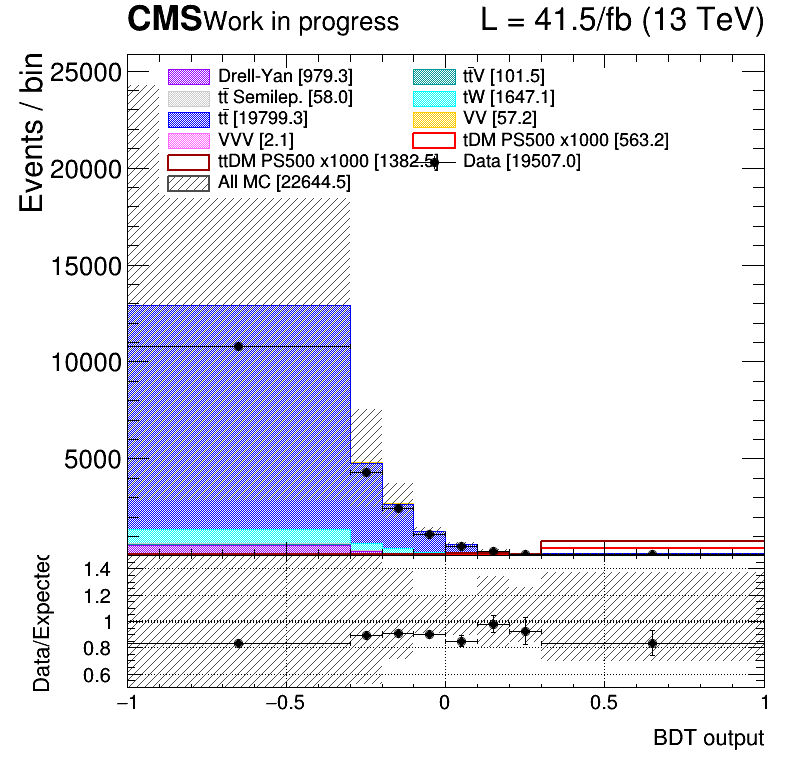 CMS Work in progress L = 41.5/fb (13 TeV)
Events / bin
25000
20000
15000
10000
5000
Drell-Yan [979.3] tt̄V [101.5]
tt̄ Semilep. [58.0] tW [1647.1]
tt̄ [19799.3] VV [57.2]
VVV [2.1] tDM PS500 x1000 [563.2]
ttDM PS500 x1000 [1382.5] Data [19507.0]
All MC [22644.5]
Data/Expected
1.4
1.2
1
0.8
0.6
−1 −0.5 0 0.5 1
BDT output